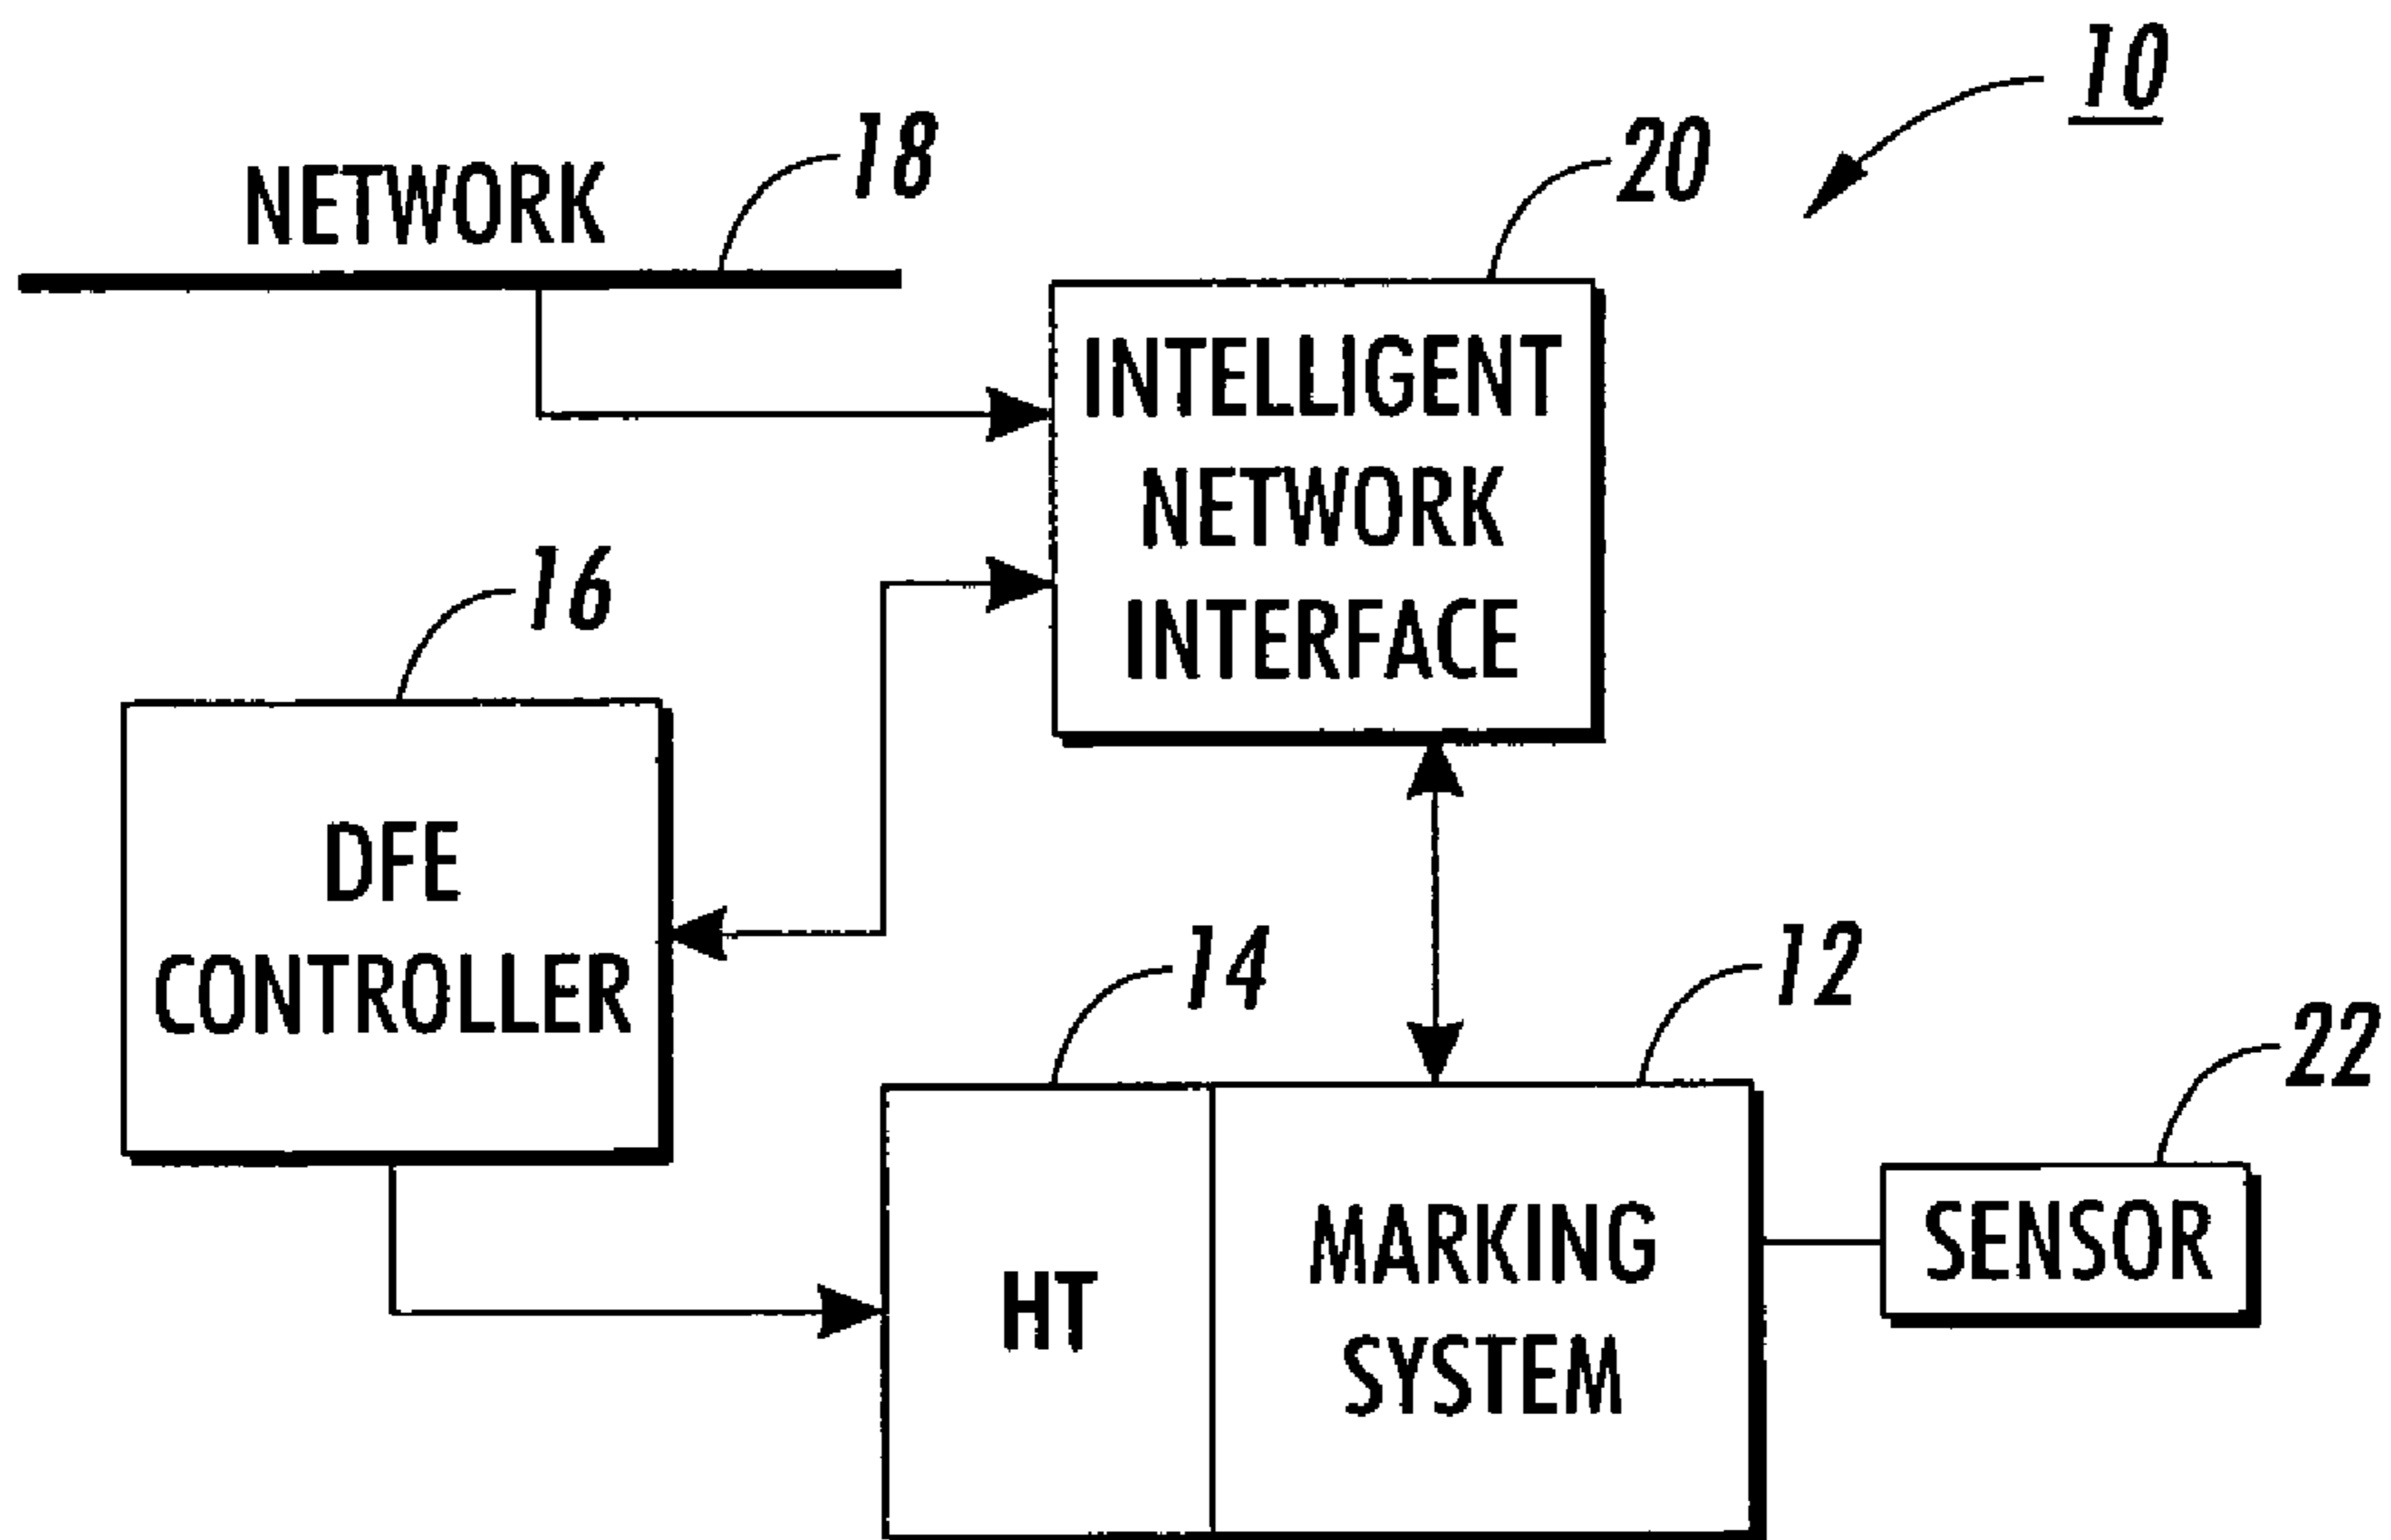 10
18
20
NETWORK
INTELLIGENT
NETWORK
INTERFACE
16
DFE
CONTROLLER
14
12
22
HT
MARKING
SYSTEM
SENSOR